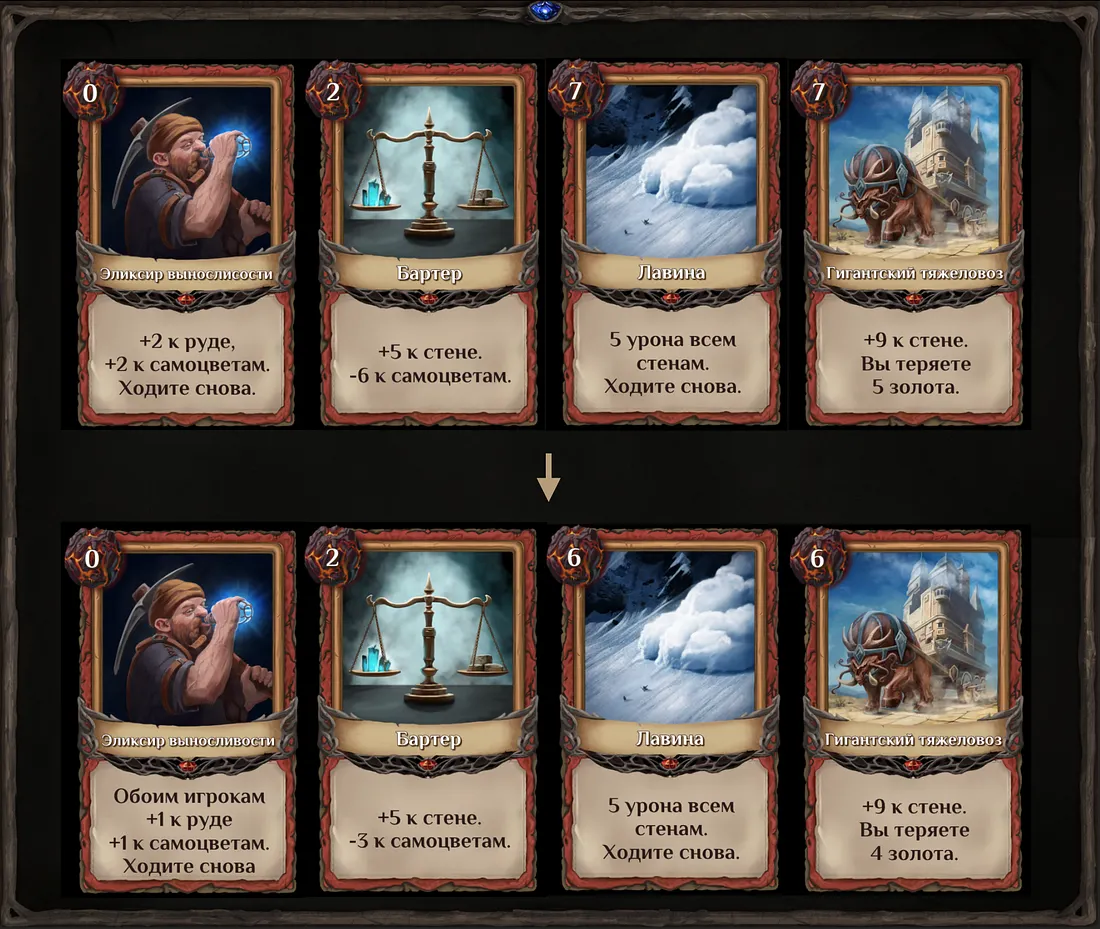 0
Эликсир вынослисости
+2 к руде,
+2 к самоцветам.
Ходите снова.
2
Бартер
+5 к стене.
-6 к самоцветам.
7
Лавина
5 урона всем
стенам.
Ходите снова.
7
Гигантский тяжеловоз
+9 к стене.
Вы теряете
5 золота.
0
Эликсир выносливости
Обоим игрокам
+1 к руде
+1 к самоцветам.
Ходите снова
2
Бартер
+5 к стене.
-3 к самоцветам.
6
Лавина
5 урона всем
стенам.
Ходите снова.
6
Гигантский тяжеловоз
+9 к стене.
Вы теряете
4 золота.